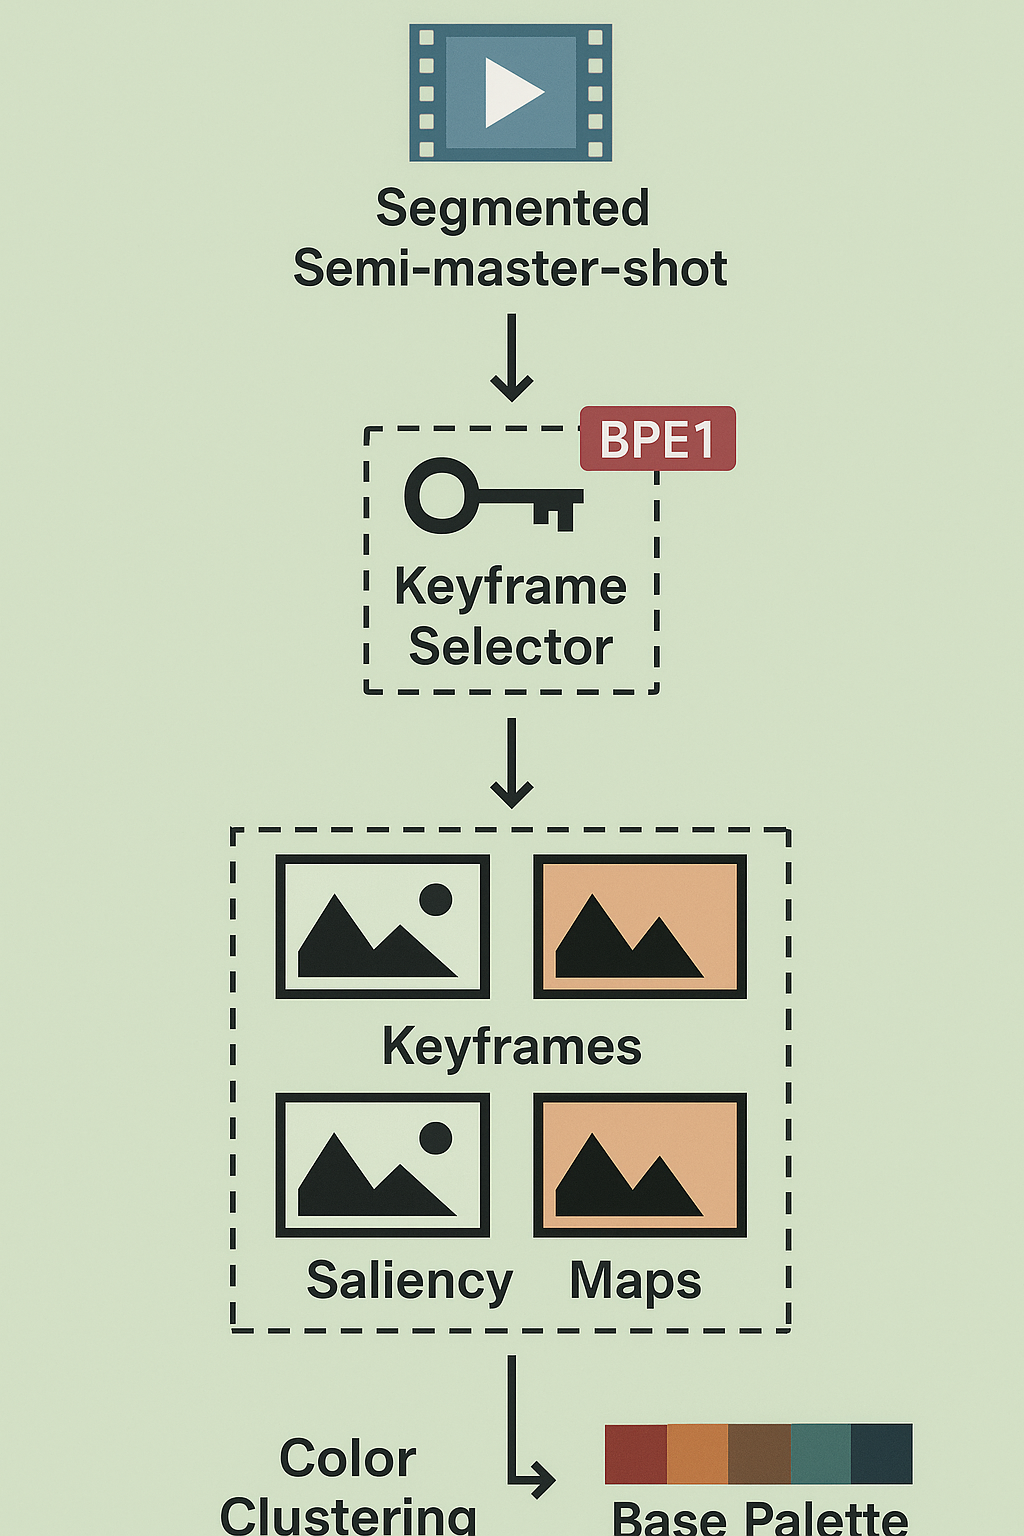 Segmented
Semi-master-shot
BPE1
Keyframe
Selector
Keyframes
Saliency Maps
Color
Clustering
Base Palette